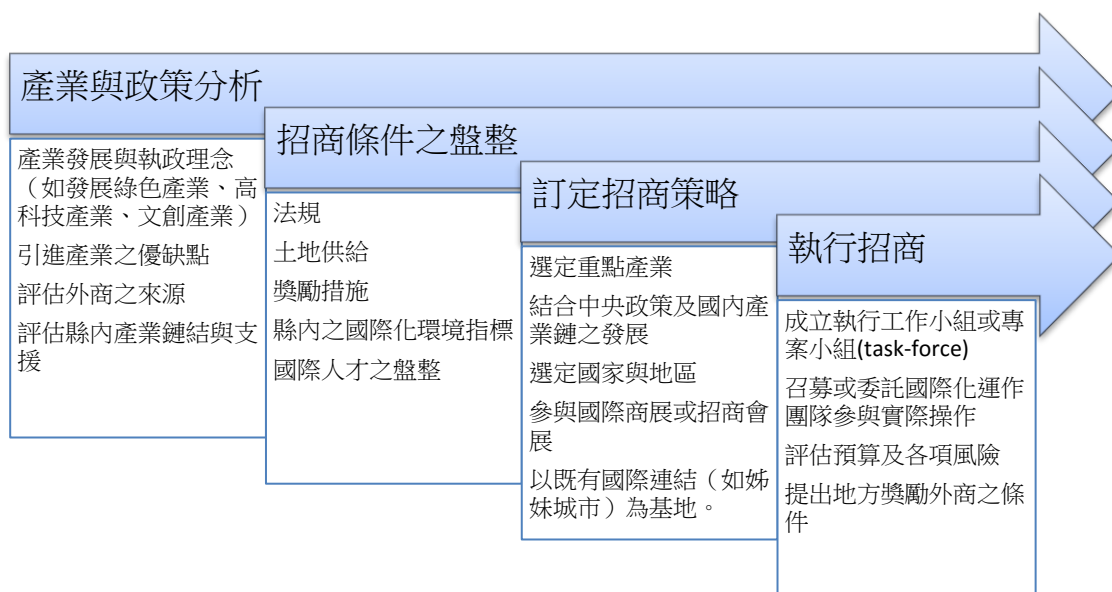 產業與政策分析
產業發展與執政理念
（如發展綠色產業、高
科技產業、文創產業）
引進產業之優缺點
評估外商之來源
評估縣內產業鏈結與支
援
招商條件之盤整
法規
土地供給
獎勵措施
縣內之國際化環境指標
國際人才之盤整
訂定招商策略
選定重點產業
結合中央政策及國內產
業鏈之發展
選定國家與地區
參與國際商展或招商會
展
以既有國際連結（如姊
妹城市）為基地。
執行招商
成立執行工作小組或專
案小組(task-force)
召募或委託國際化運作
團隊參與實際操作
評估預算及各項風險
提出地方獎勵外商之條
件